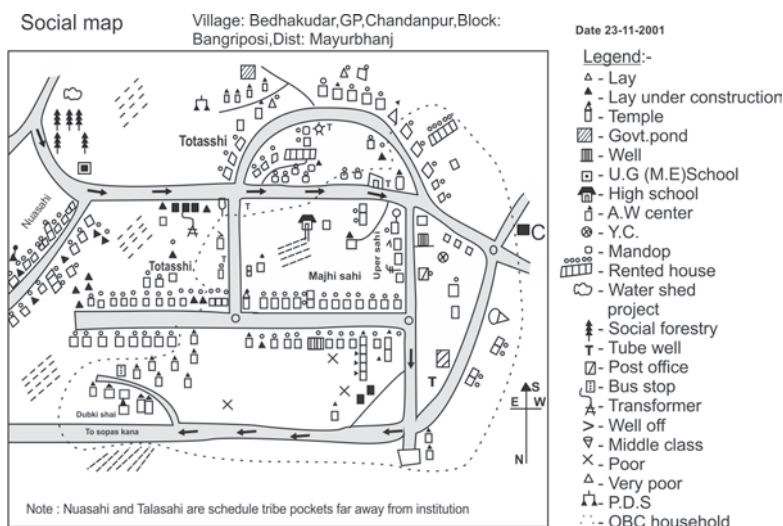 Social map
Village: Bedhakudar,GP,Chandanpur,Block:
Bangriposi,Dist: Mayurbhanj
Date 23-11-2001
Totasshi
Nuasahi
Totasshi,
Majhi sahi
Uper sahi
C
T
T
T
T
T
Dubki shai
To sopas kana
S
E W
N
Note : Nuasahi and Talasahi are schedule tribe pockets far away from institution
Legend:-
- Lay
- Lay under construction
- Temple
- Govt.pond
- Well
- U.G (M.E)School
- High school
- A.W center
- Y.C.
- Mandop
- Rented house
- Water shed
project
- Social forestry
T - Tube well
- Post office
- Bus stop
- Transformer
- Well off
- Middle class
- Poor
- Very poor
- P.D.S
- OBC household